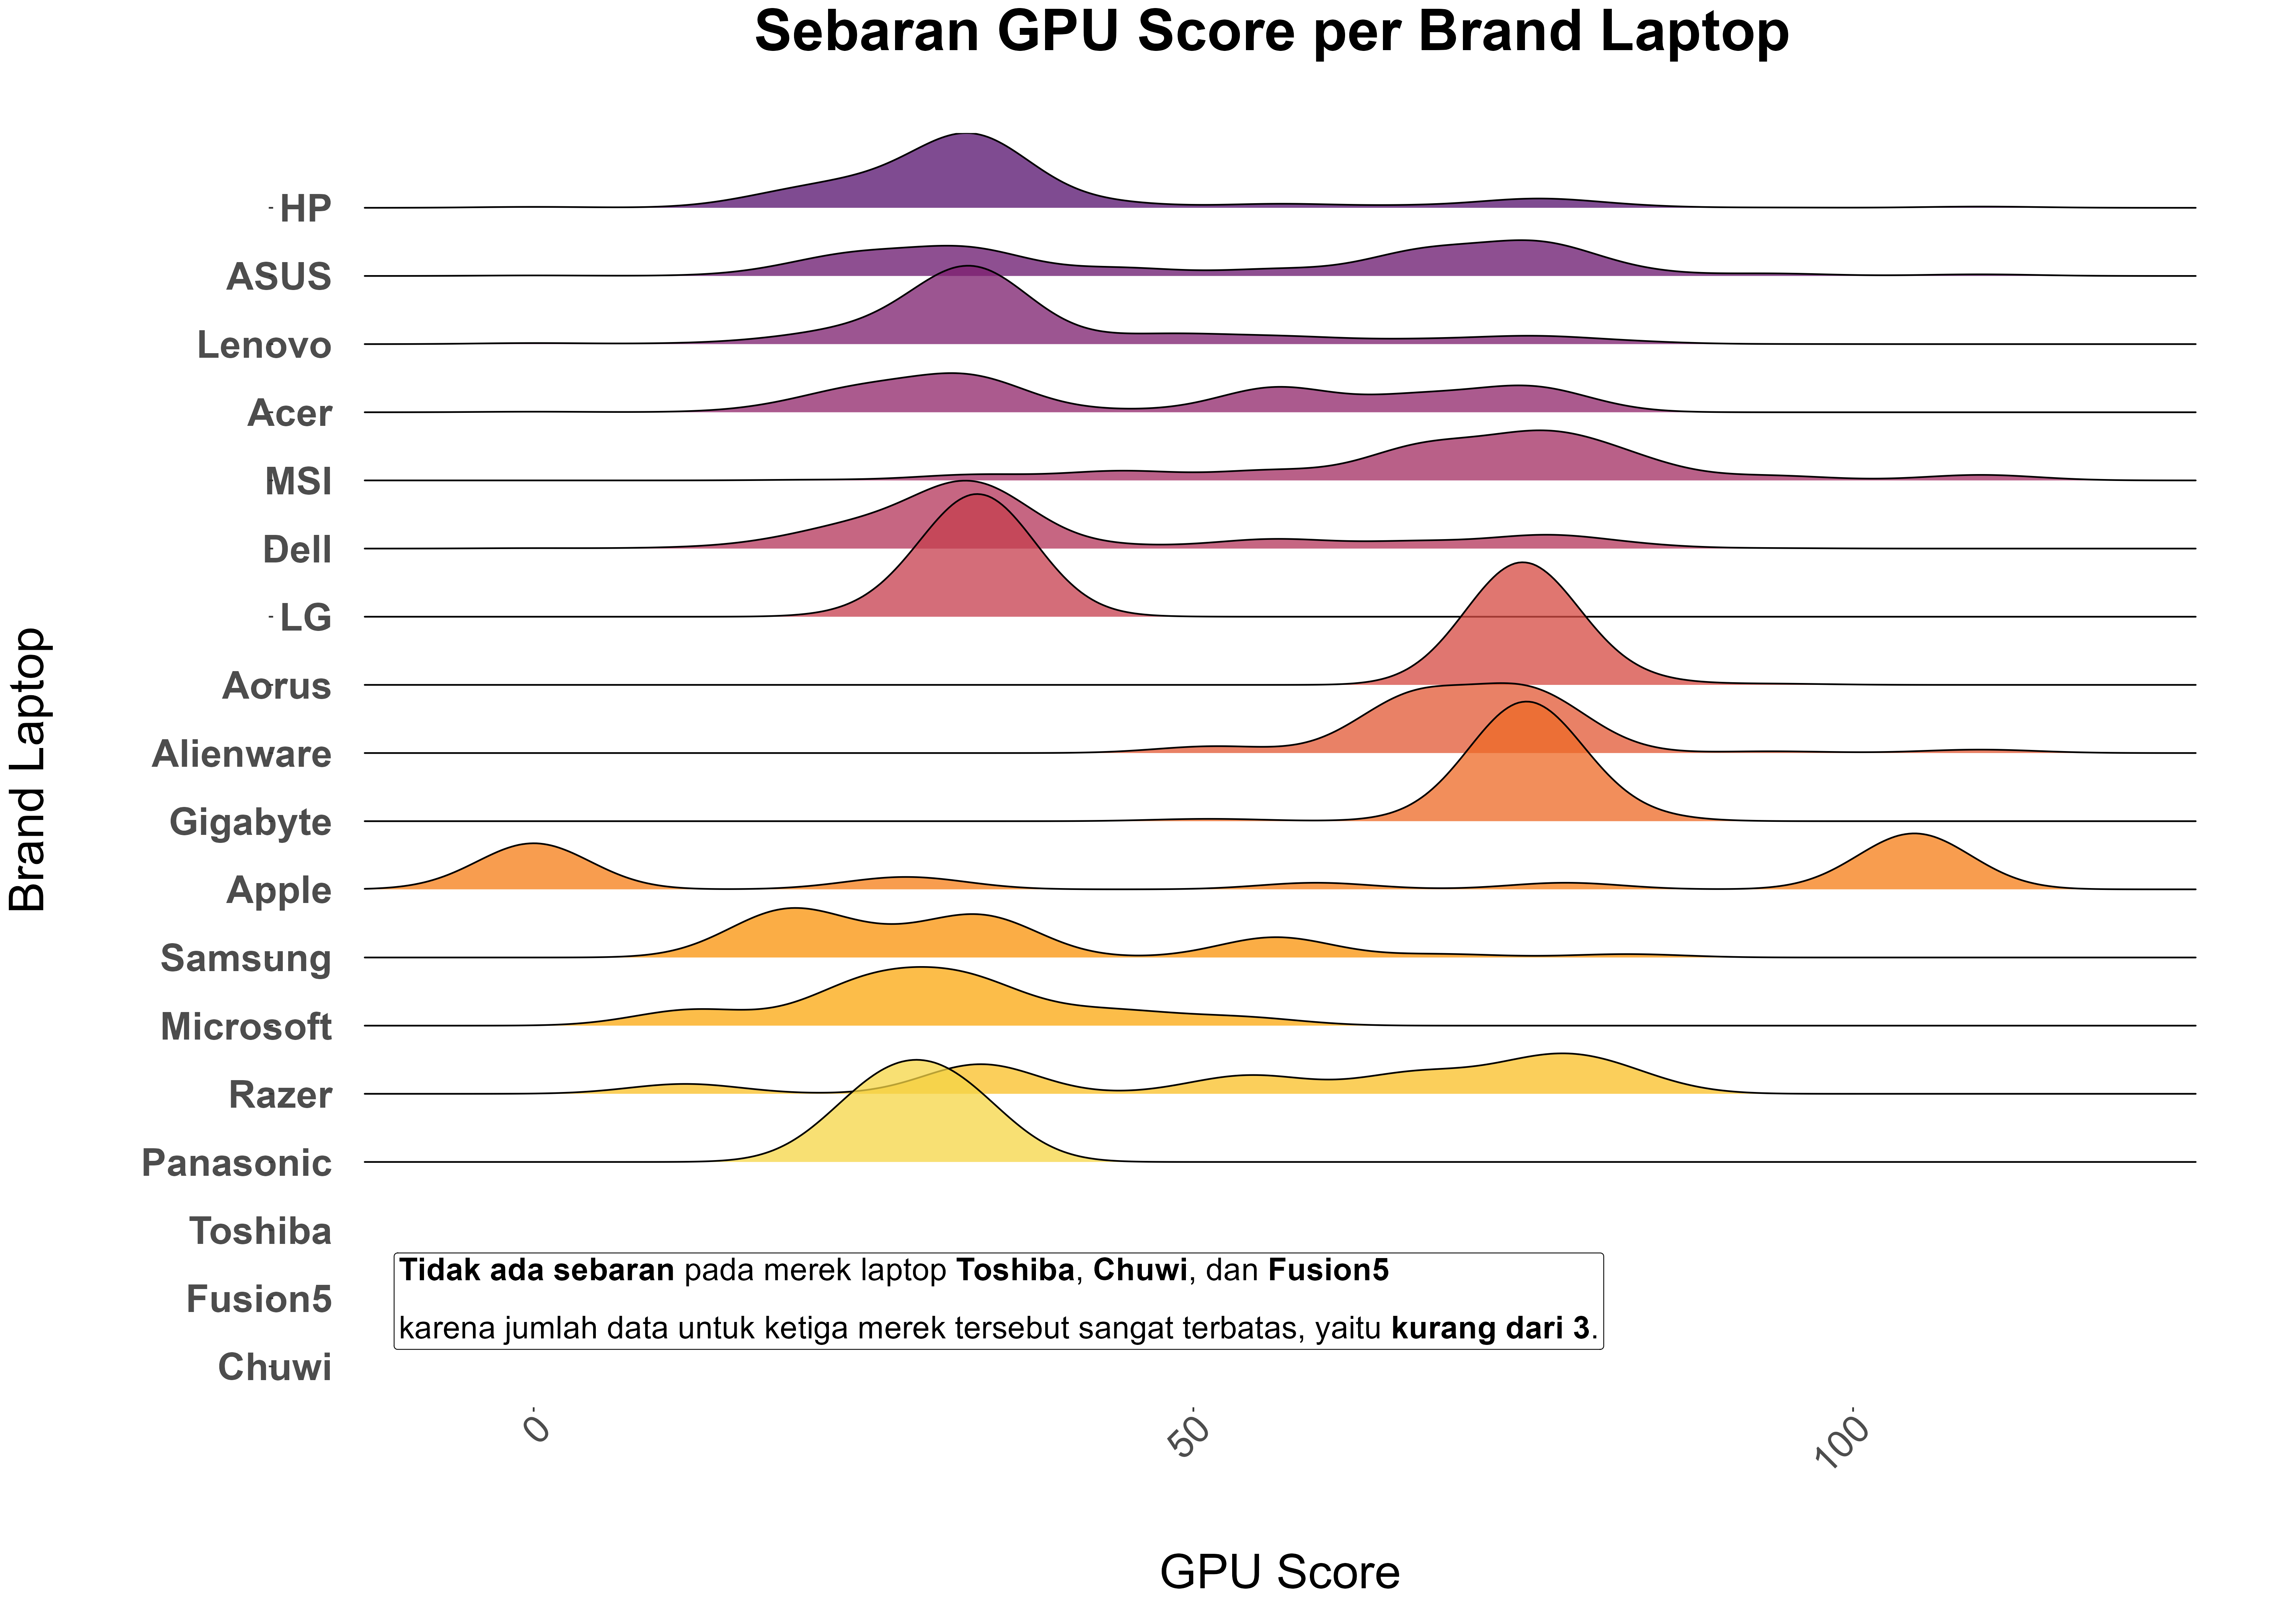 Sebaran GPU Score per Brand Laptop
Brand Laptop
HP
ASUS
Lenovo
Acer
MSI
Dell
LG
Aorus
Alienware
Gigabyte
Apple
Samsung
Microsoft
Razer
Panasonic
Toshiba
Fusion5
Chuwi
Tidak ada sebaran pada merek laptop Toshiba, Chuwi, dan Fusion5
karena jumlah data untuk ketiga merek tersebut sangat terbatas, yaitu kurang dari 3.
0
50
100
GPU Score